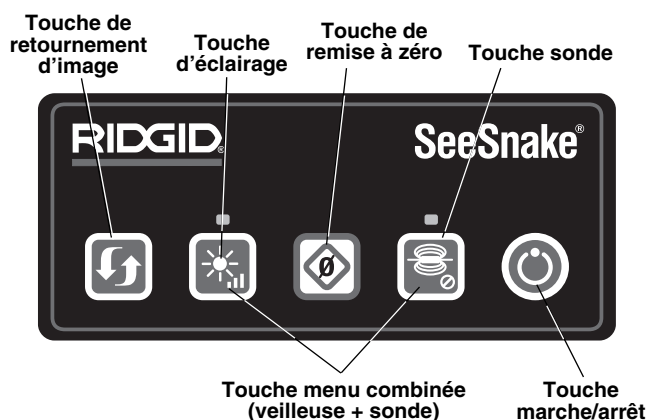 Touche de
retournement
d'image
Touche
d'éclairage
Touche de
remise à zéro
Touche sonde
RIDGID®
SeeSnake®
Ø
Touche menu combinée
(veilleuse + sonde)
Touche
marche/arrêt